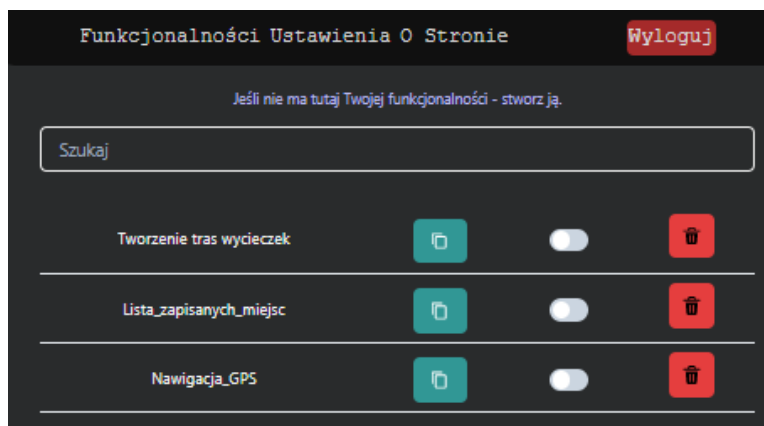 Funkcjonalności Ustawienia O Stronie Wyloguj
Jeśli nie ma tutaj Twojej funkcjonalności - stworz ją.
Szukaj
Tworzenie tras wycieczek
Lista_zapisanych_miejsc
Nawigacja_GPS